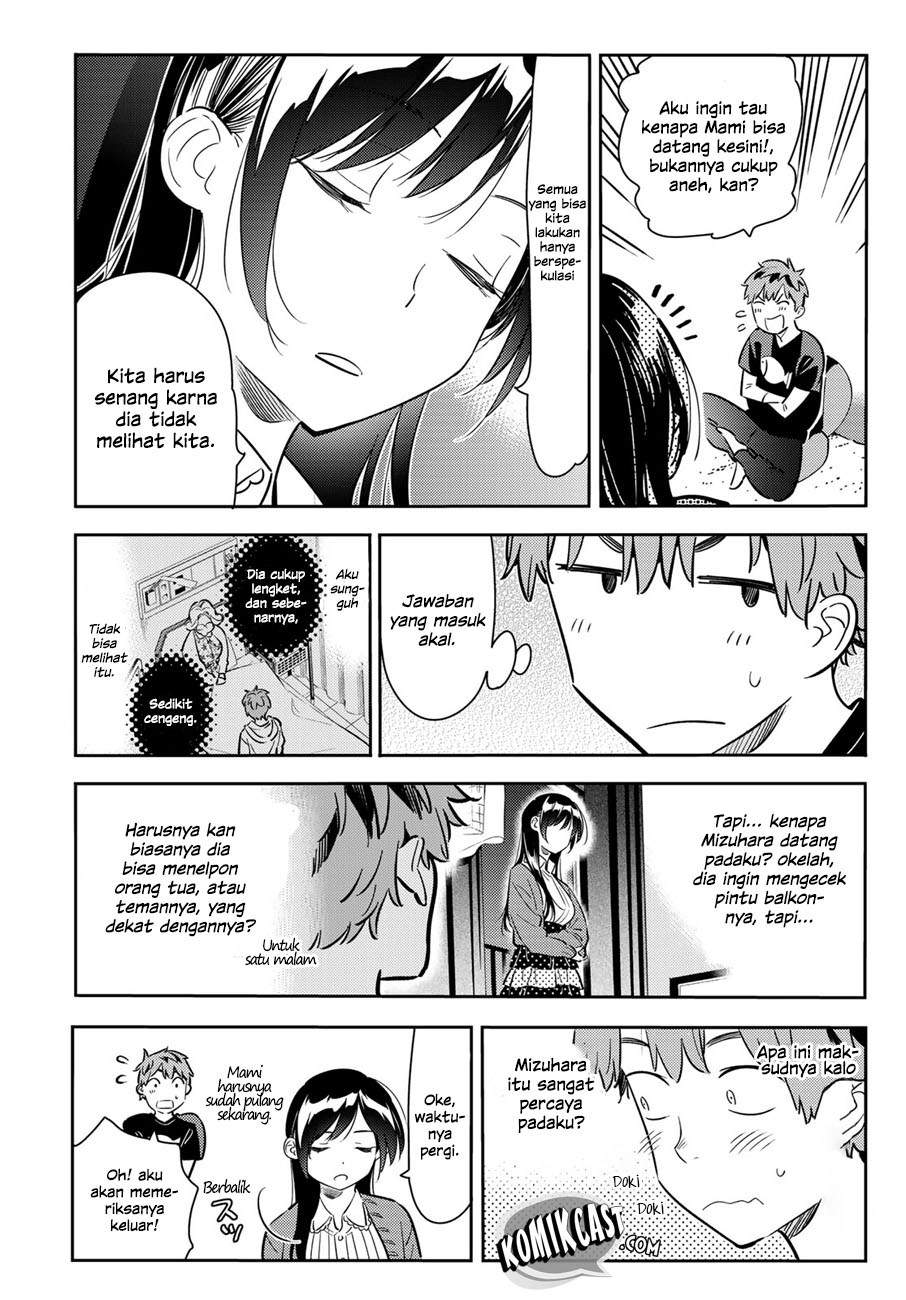 Aku ingin tau
kenapa Mami bisa
datang kesini!,
bukannya cukup
aneh, kan?
Semua
yang bisa
kita
lakukan
hanya
berspe-
kulasi
Kita harus
senang karna
dia tidak
melihat kita.
Jawaban
yang masuk
akal.
Aku
sung-
guh
Dia cukup
lengket,
dan sebe-
narnya,
Tidak
bisa
melihat
itu.
Sedikit
cengeng.
Tapi... kenapa
Mizuhara datang
padaku? okelah,
dia ingin mengecek
pintu balkon-
nya, tapi...
Harusnya kan
biasanya dia
bisa menelpon
orang tua, atau
temannya, yang
dekat dengannya?
Untuk
satu malam
Apa ini mak-
sudnya kalo
Mizuhara
itu sangat
percaya
padaku?
Doki
Doki
KOMIKCAST
.COM
Oke,
waktu-
nya
pergi.
Mami
harusnya
sudah pulang
sekarang.
Berbalik
スッ
Oh! aku
akan meme-
riksanya
keluar!